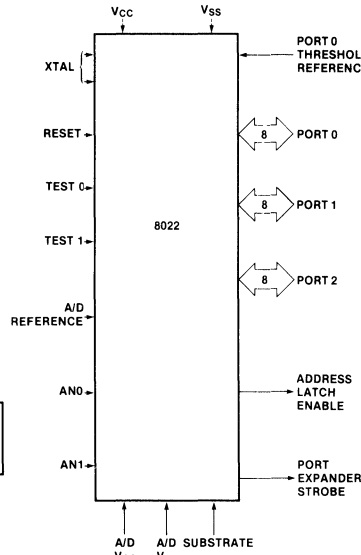 VCC
VSS
PORT 0
THRESHOL
REFERENC
XTAL
RESET
8
PORT 0
TEST 0
8
PORT 1
TEST 1
8022
8
PORT 2
A/D
REFERENCE
AN0
ADDRESS
LATCH
ENABLE
AN1
PORT
EXPANDER
STROBE
A/D
A/D
SUBSTRATE